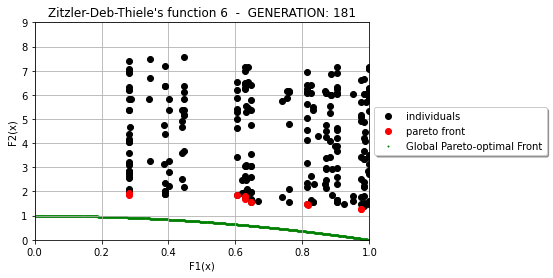 Zitzler-Deb-Thiele's function 6  -  GENERATION: 181
9
8
7
6
5
4
3
2
1
0
F2(x)
0.0 0.2 0.4 0.6 0.8 1.0
F1(x)
individuals
pareto front
Global Pareto-optimal Front